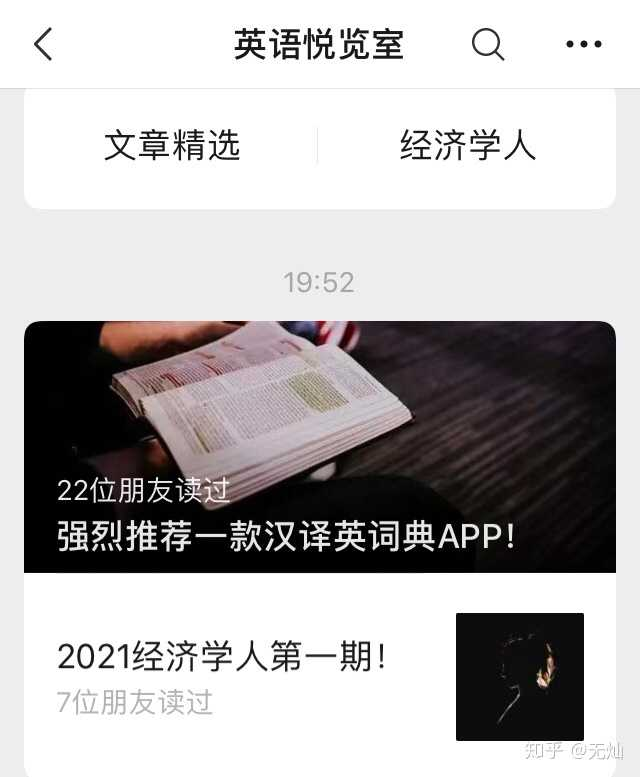 英语悦览室
文章精选 经济学人
19:52
22位朋友读过
强烈推荐一款汉译英词典APP!
2021经济学人第一期!
7位朋友读过
知乎 @无灿